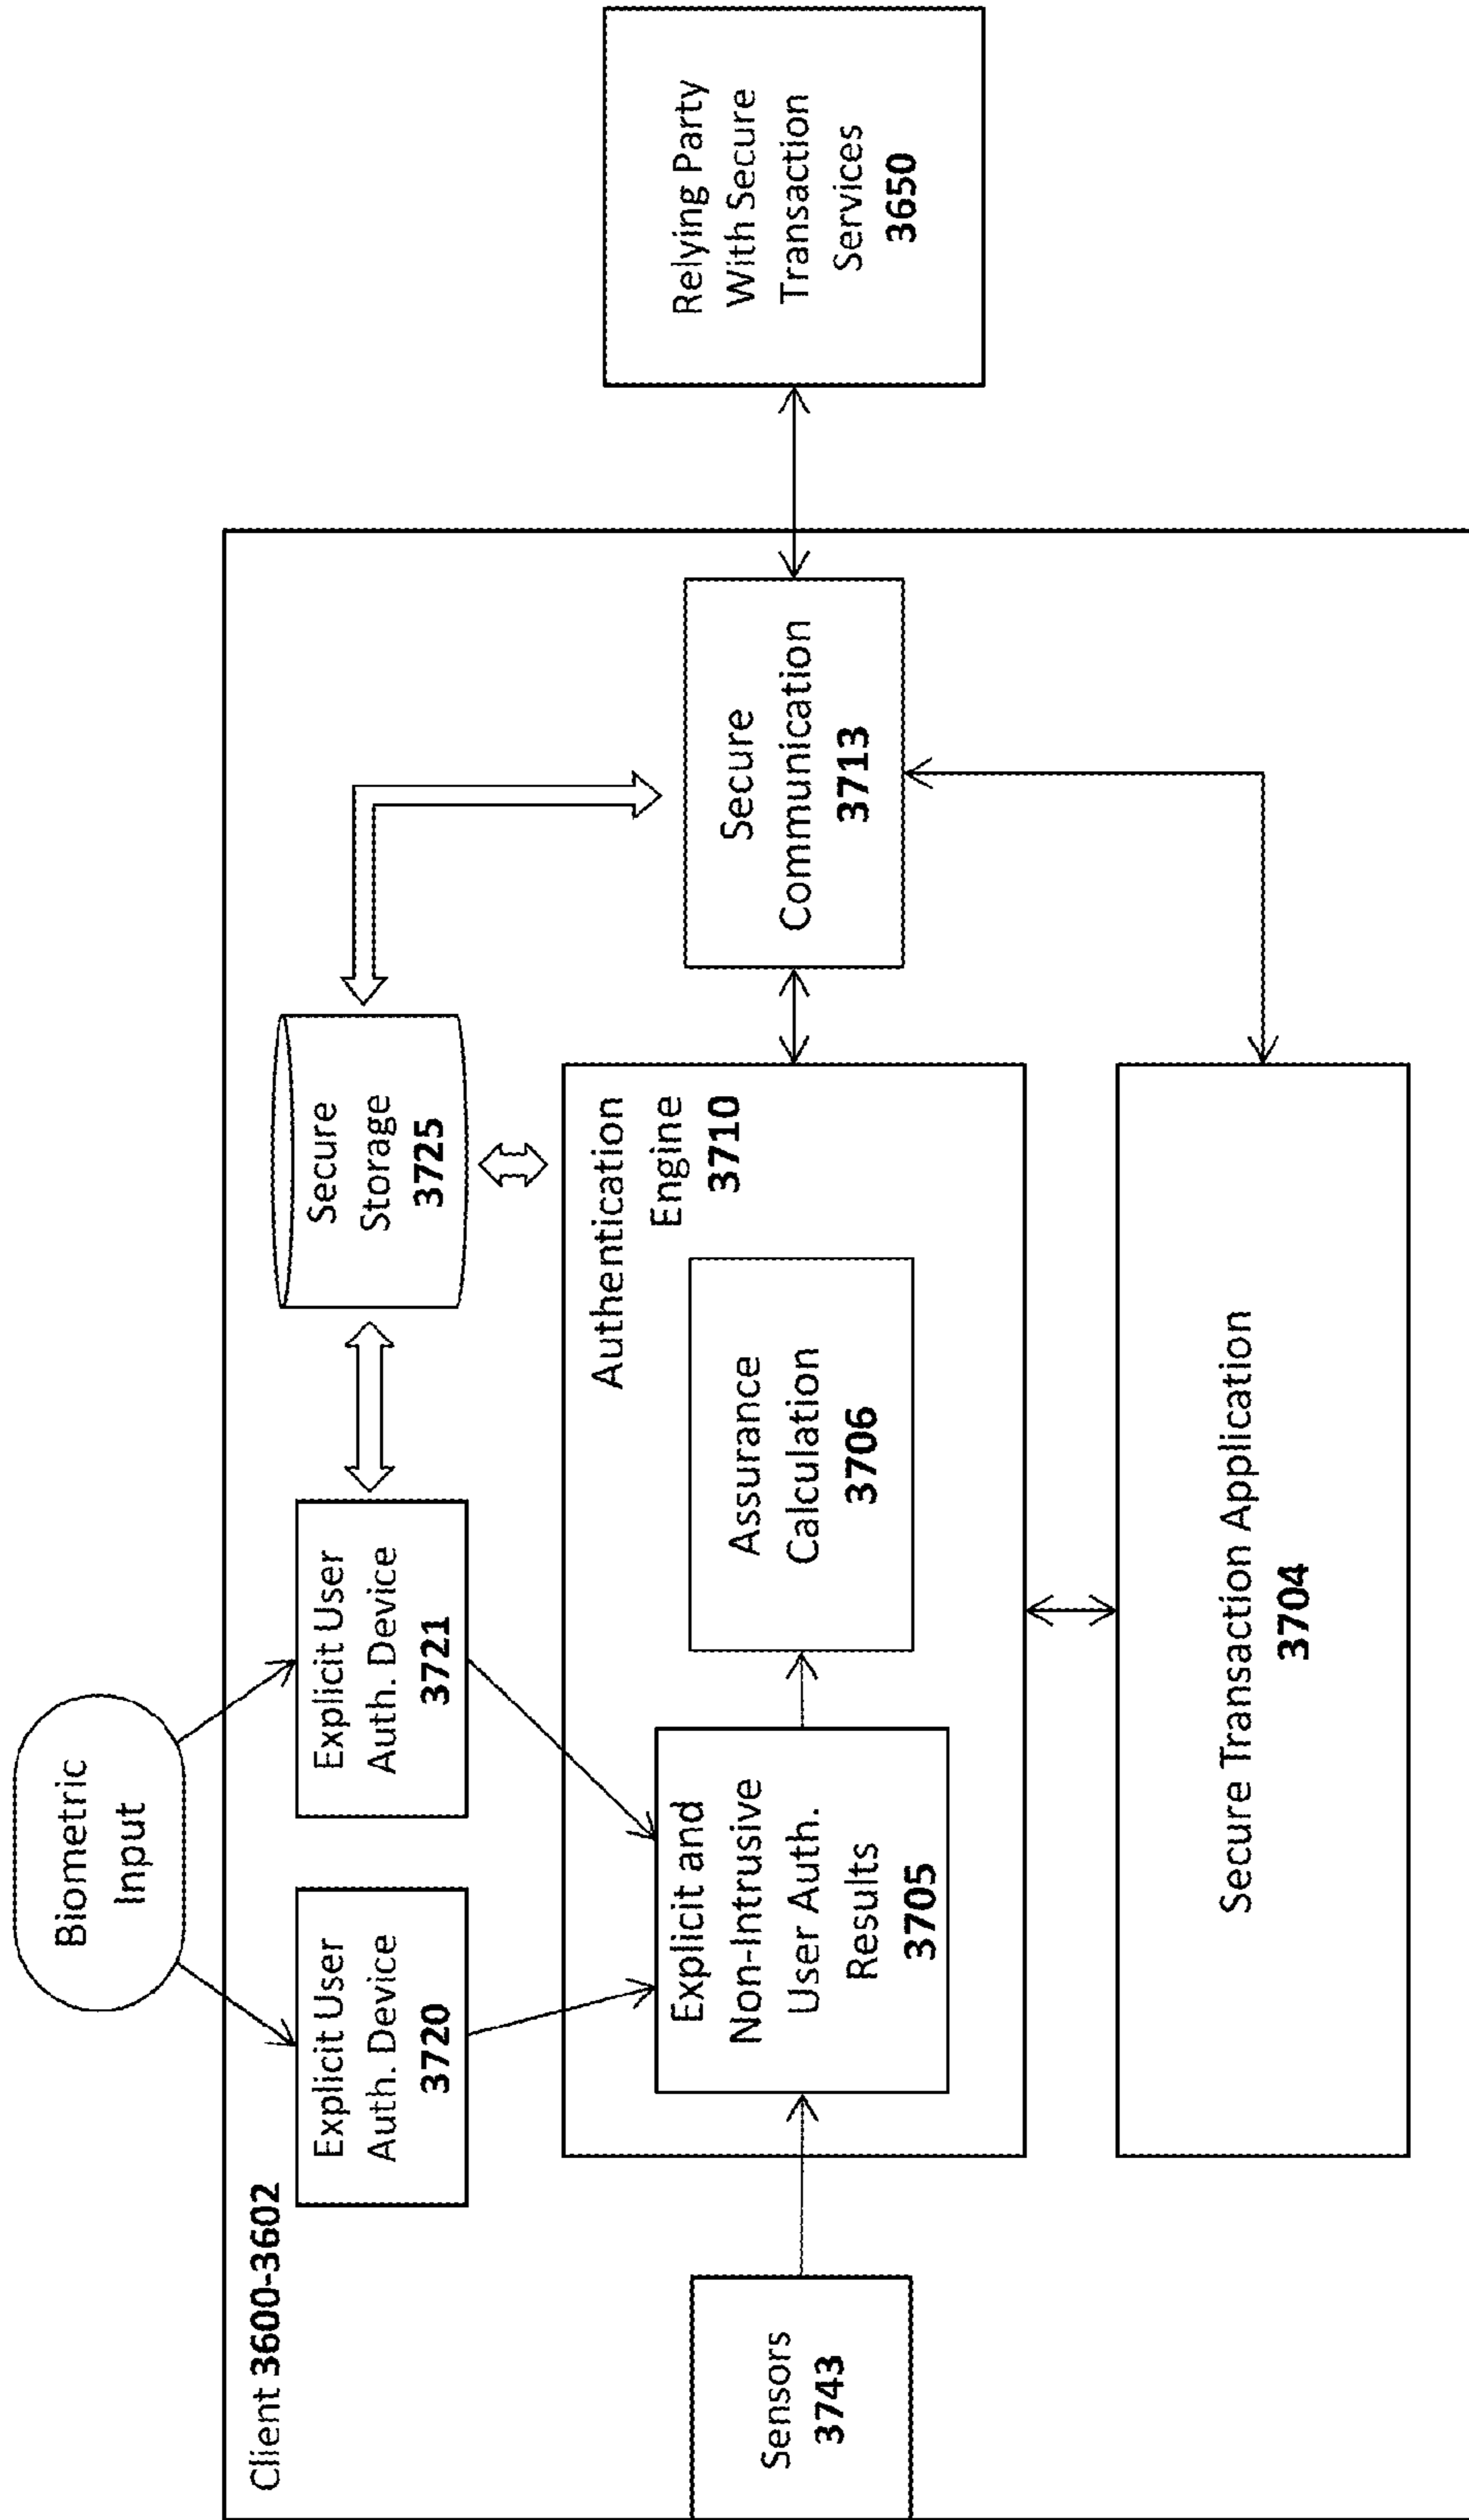 Biometric
Input
Client 3600-3602
Explicit User
Auth. Device
3720
Explicit User
Auth. Device
3721
Secure
Storage
3725
Sensors
3743
Explicit and
Non-Intrusive
User Auth.
Results
3705
Assurance
Calculation
3706
Authentication
Engine
3710
Secure
Communication
3713
Relying Party
With Secure
Transaction
Services
3650
Secure Transaction Application
3704